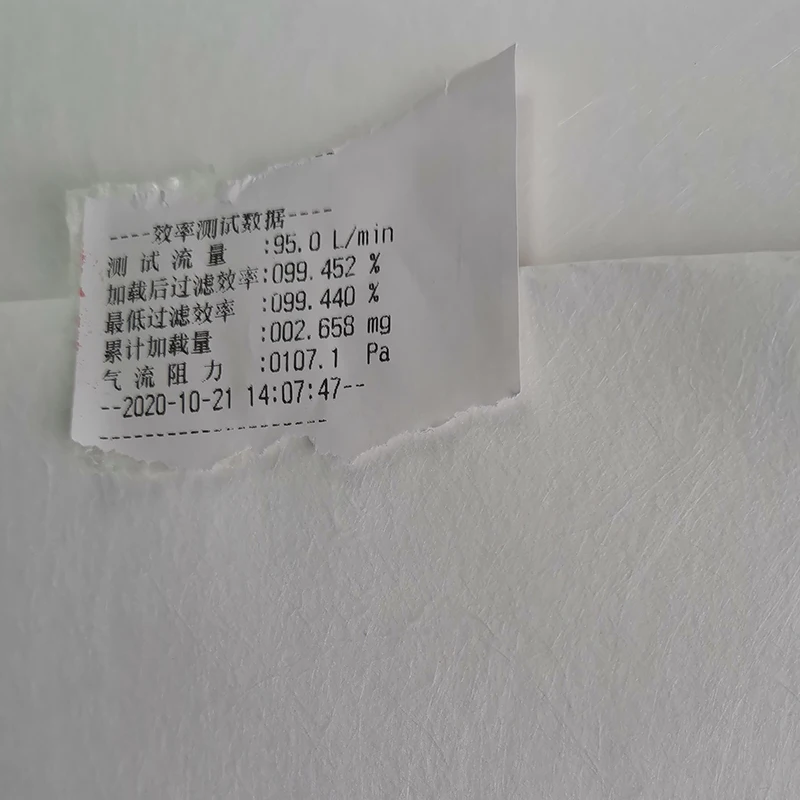 ----效率测试数据----
测 试 流 量 :95.0 L/min
加载后过滤效率:099.452 %
最低过滤效率 :099.440 %
累计加载量 :002.658 mg
气 流 阻 力 :0107.1 Pa
--2020-10-21 14:07:47--
--------------------